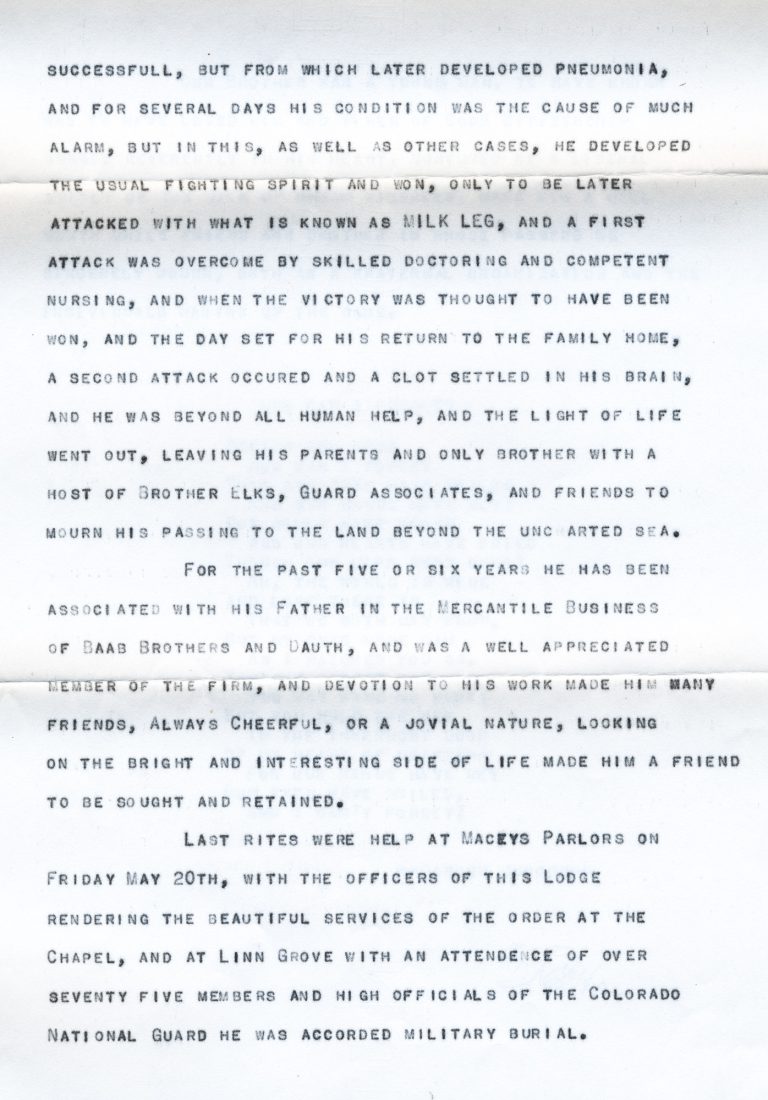 SUCCESSFULL, BUT FROM WHICH LATER DEVELOPED PNEUMONIA,
AND FOR SEVERAL DAYS HIS CONDITION WAS THE CAUSE OF MUCH
ALARM, BUT IN THIS, AS WELL AS OTHER CASES, HE DEVELOPED
THE USUAL FIGHTING SPIRIT AND WON, ONLY TO BE LATER
ATTACKED WITH WHAT IS KNOWN AS MILK LEG, AND A FIRST
ATTACK WAS OVERCOME BY SKILLED DOCTORING AND COMPETENT
NURSING, AND WHEN THE VICTORY WAS THOUGHT TO HAVE BEEN
WON, AND THE DAY SET FOR HIS RETURN TO THE FAMILY HOME,
A SECOND ATTACK OCCURED AND A CLOT SETTLED IN HIS BRAIN,
AND HE WAS BEYOND ALL HUMAN HELP, AND THE LIGHT OF LIFE
WENT OUT, LEAVING HIS PARENTS AND ONLY BROTHER WITH A
HOST OF BROTHER ELKS, GUARD ASSOCIATES, AND FRIENDS TO
MOURN HIS PASSING TO THE LAND BEYOND THE UNC ARTED SEA.
FOR THE PAST FIVE OR SIX YEARS HE HAS BEEN
ASSOCIATED WITH HIS FATHER IN THE MERCANTILE BUSINESS
OF BAAB BROTHERS AND DAUTH, AND WAS A WELL APPRECIATED
MEMBER OF THE FIRM, AND DEVOTION TO HIS WORK MADE HIM MANY
FRIENDS, ALWAYS CHEERFUL, OR A JOVIAL NATURE, LOOKING
ON THE BRIGHT AND INTERESTING SIDE OF LIFE MADE HIM A FRIEND
TO BE SOUGHT AND RETAINED.
LAST RITES WERE HELP AT MACEYS PARLORS ON
FRIDAY MAY 20TH, WITH THE OFFICERS OF THIS LODGE
RENDERING THE BEAUTIFUL SERVICES OF THE ORDER AT THE
CHAPEL, AND AT LINN GROVE WITH AN ATTENDENCE OF OVER
SEVENTY FIVE MEMBERS AND HIGH OFFICIALS OF THE COLORADO
NATIONAL GUARD HE WAS ACCORDED MILITARY BURIAL.